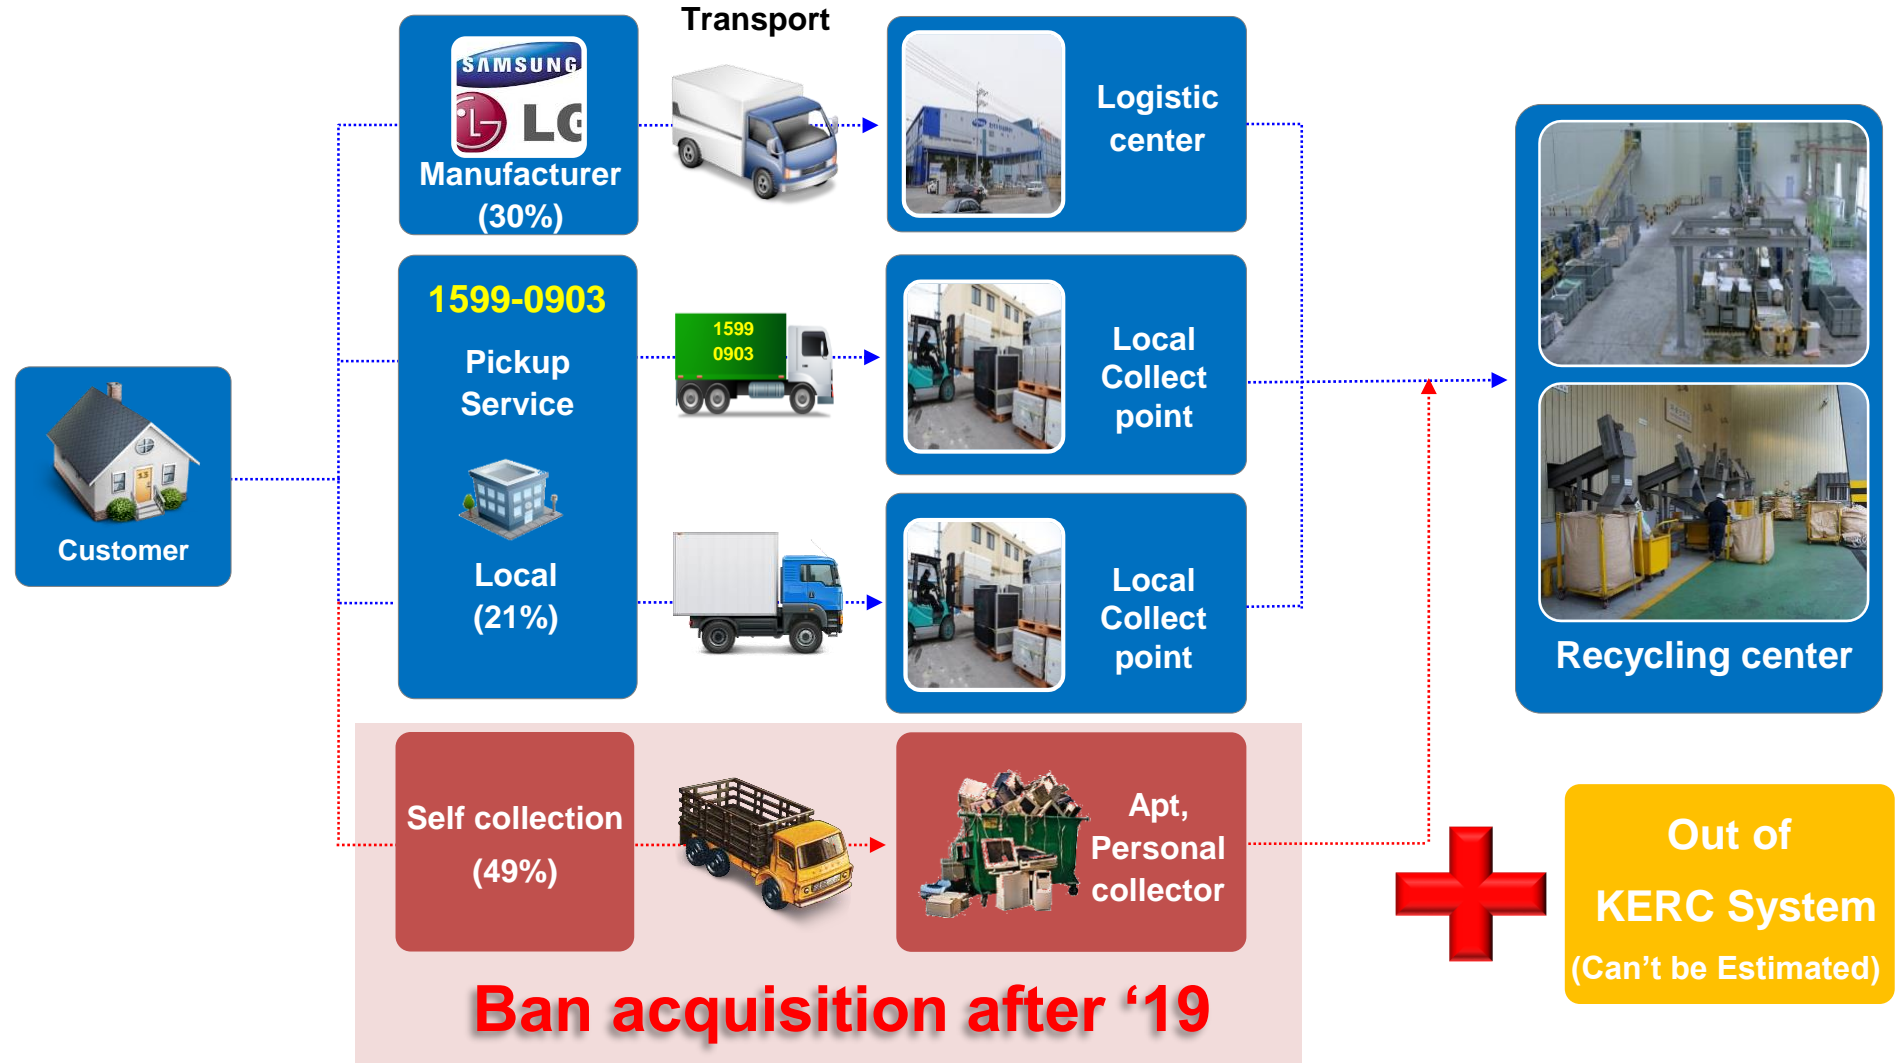 Transport
SAMSUNG
LG
Manufacturer
(30%)
Logistic
center
1599-0903
Pickup
Service
Local
(21%)
1599
0903
Local
Collect
point
Local
Collect
point
Customer
Recycling center
Self collection
(49%)
Apt,
Personal
collector
Ban acquisition after ‘19
Out of
KERC System
(Can’t be Estimated)